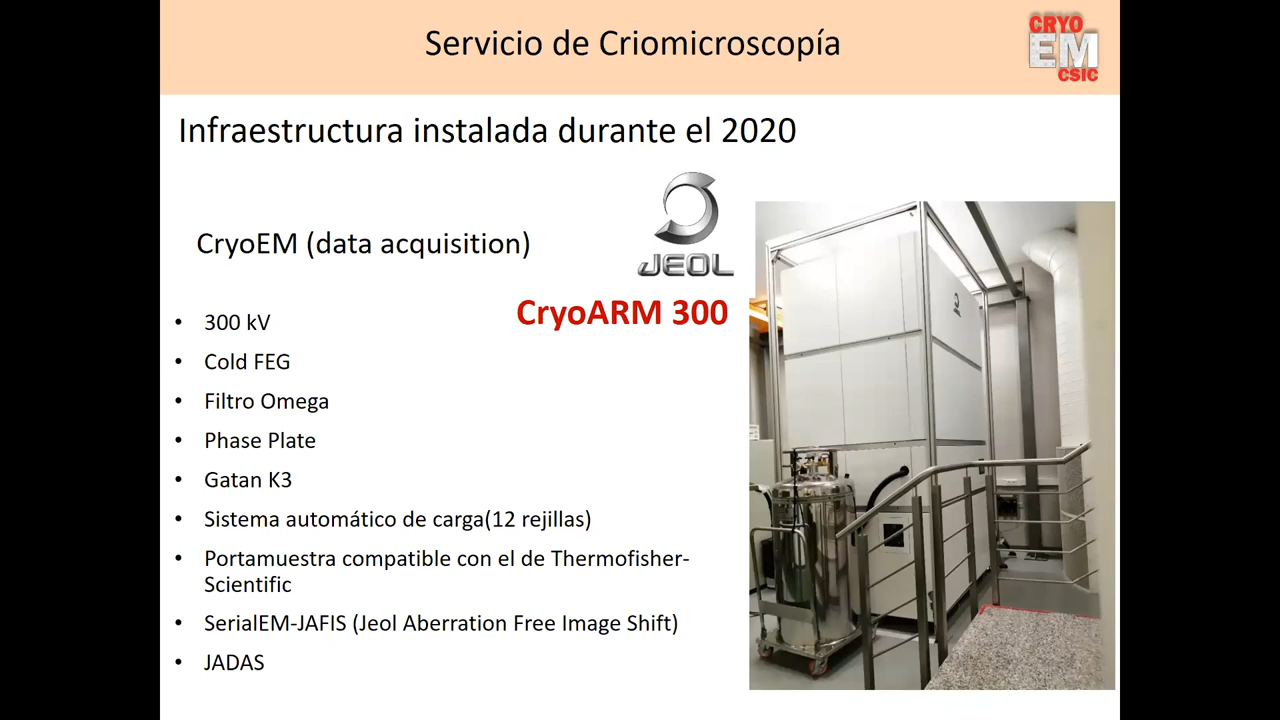 Servicio de Criomicroscopía
CRYO
EM
CSIC
Infraestructura instalada durante el 2020
JEOL
CryoEM (data acquisition)
CryoARM 300
• 300 kV
• Cold FEG
• Filtro Omega
• Phase Plate
• Gatan K3
• Sistema automático de carga(12 rejillas)
• Portamuestra compatible con el de Thermofisher-
Scientific
• SerialEM-JAFIS (Jeol Aberration Free Image Shift)
• JADAS